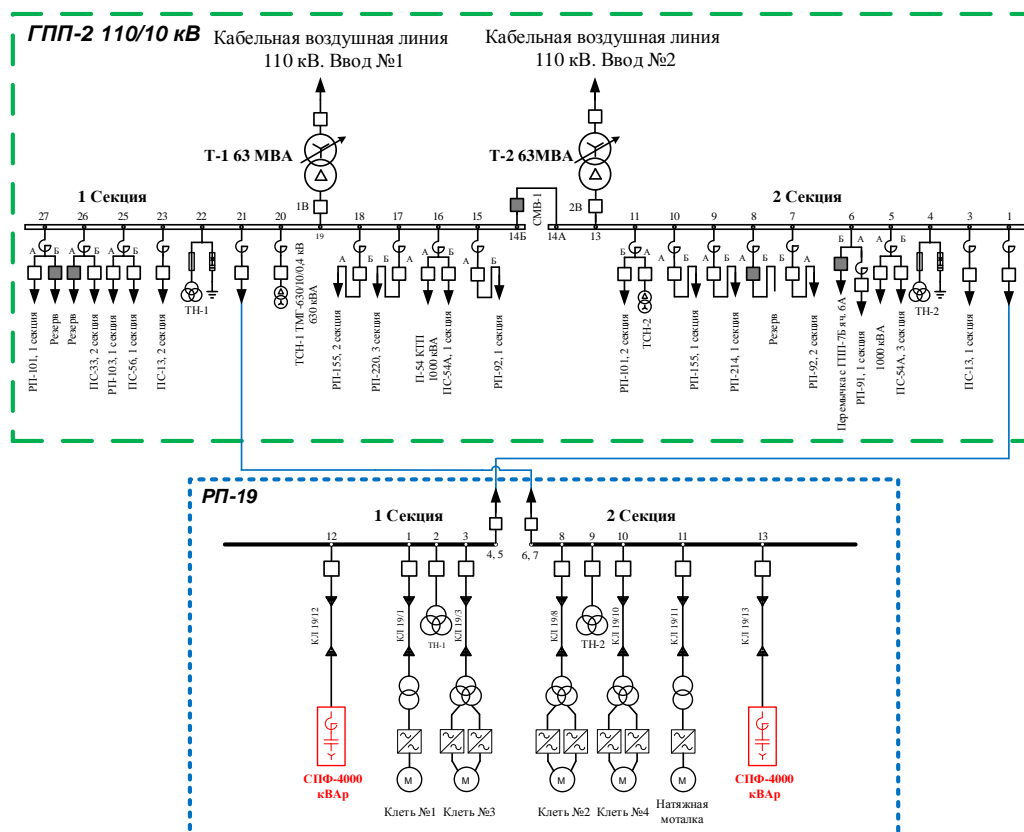 ГПП-2 110/10 кВ
Кабельная воздушная линия
110 кВ. Ввод №1
Кабельная воздушная линия
110 кВ. Ввод №2
Т-1 63 МВА
Т-2 63МВА
1 Секция
2 Секция
1В
2В
СМВ-1
27
26
25
23
22
21
20
19
18
17
16
15
14Б
14А
13
11
10
9
8
7
6
5
4
3
1
А
Б
Б
А
А
Б
А
Б
А
Б
А
Б
А
Б
А
Б
А
Б
А
Б
А
Б
А
Б
Б
А
А
Б
РП-101, 1 секция
Резерв
Резерв
ПС-33, 2 секция
РП-103, 1 секция
ПС-56, 1 секция
ПС-13, 2 секция
ТН-1
ТСН-1 ТМГ-630/10/0,4 кВ
630 кВА
РП-155, 2 секция
РП-220, 3 секция
П-54 КТП
1000 кВА
ПС-54А, 1 секция
РП-92, 1 секция
РП-101, 2 секция
ТСН-2
РП-155, 1 секция
РП-214, 1 секция
Резерв
РП-92, 2 секция
Перемычка с ГПП-7Б яч. 6А
РП-91, 1 секция
1000 кВА
ПС-54А, 3 секция
ТН-2
ПС-13, 1 секция
РП-19
1 Секция
2 Секция
12
1
2
3
4, 5
6, 7
8
9
10
11
13
КЛ 19/12
КЛ 19/1
ТН-1
КЛ 19/3
КЛ 19/8
ТН-2
КЛ 19/10
КЛ 19/11
КЛ 19/13
М
М
М
М
М
СПФ-4000
кВАр
Клеть №1
Клеть №3
Клеть №2
Клеть №4
Натяжная
моталка
СПФ-4000
кВАр